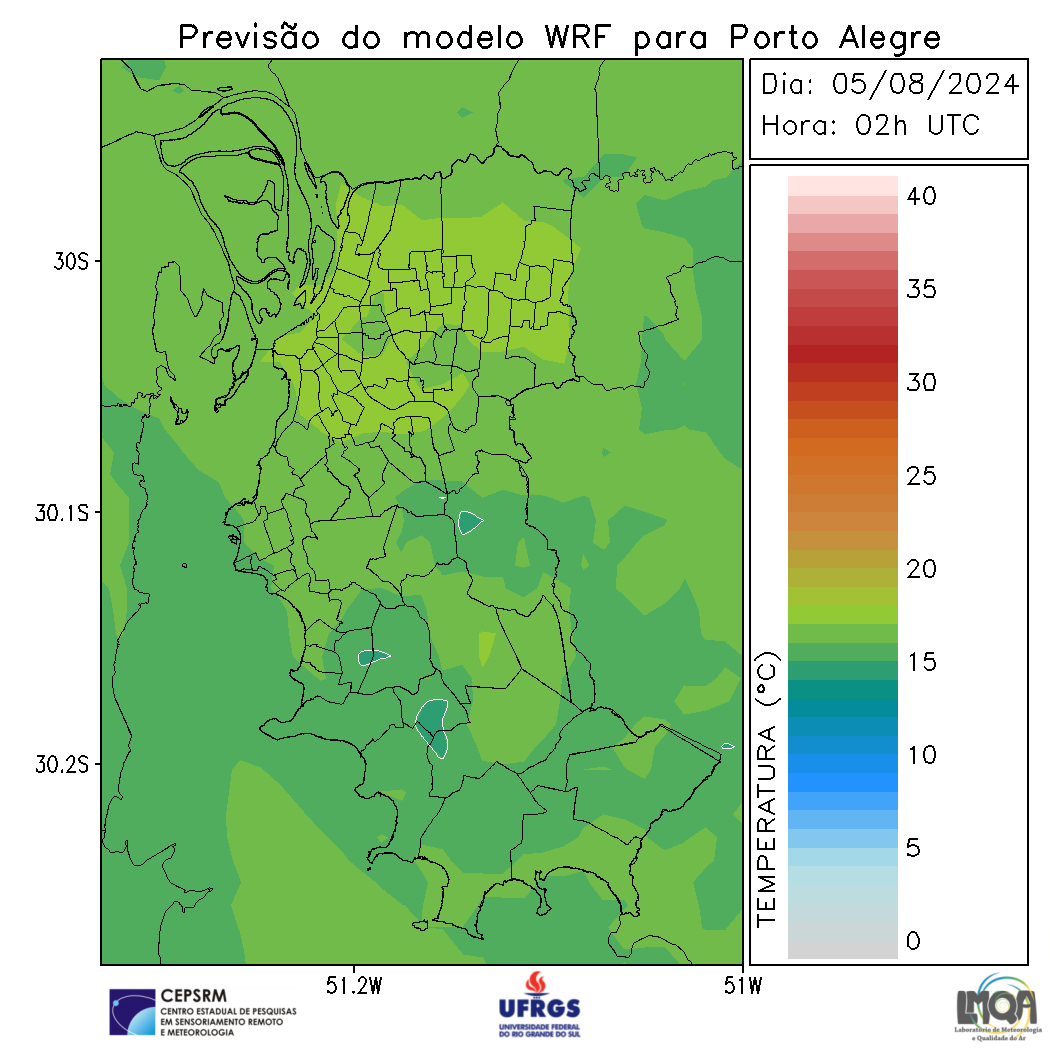 Previsão do modelo WRF para Porto Alegre
Dia: 05/08/2024
Hora: 02h UTC
40
35
30
25
20
15
10
5
0
TEMPERATURA (°C)
30S
30.1S
30.2S
51.2W
51W
CEPSRM
CENTRO ESTADUAL DE PESQUISAS
EM SENSORIAMENTO REMOTO
E METEOROLOGIA
UFRGS
UNIVERSIDADE FEDERAL
DO RIO GRANDE DO SUL
LMQA
Laboratório de Meteorologia
e Qualidade do Ar